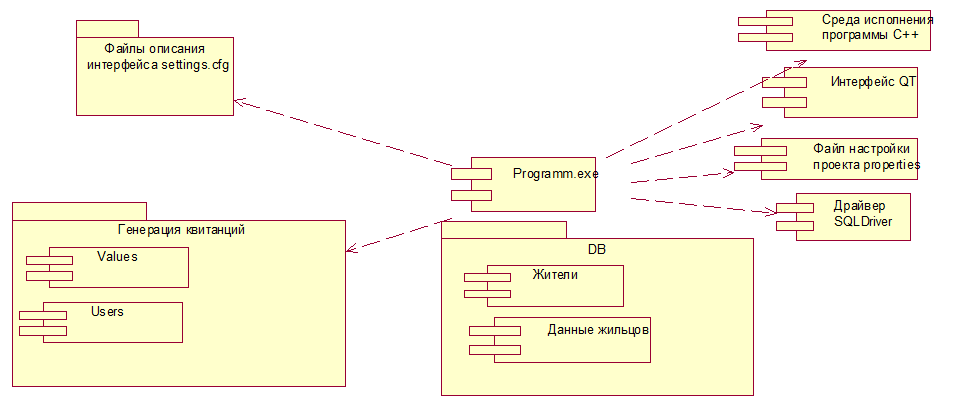 Файлы описания
интерфейса settings.cfg
Среда исполнения
программы C++
Интерфейс QT
Файл настройки
проекта properties
Драйвер
SQLDriver
Programm.exe
Генерация квитанций
Values
Users
DB
Жители
Данные жильцов